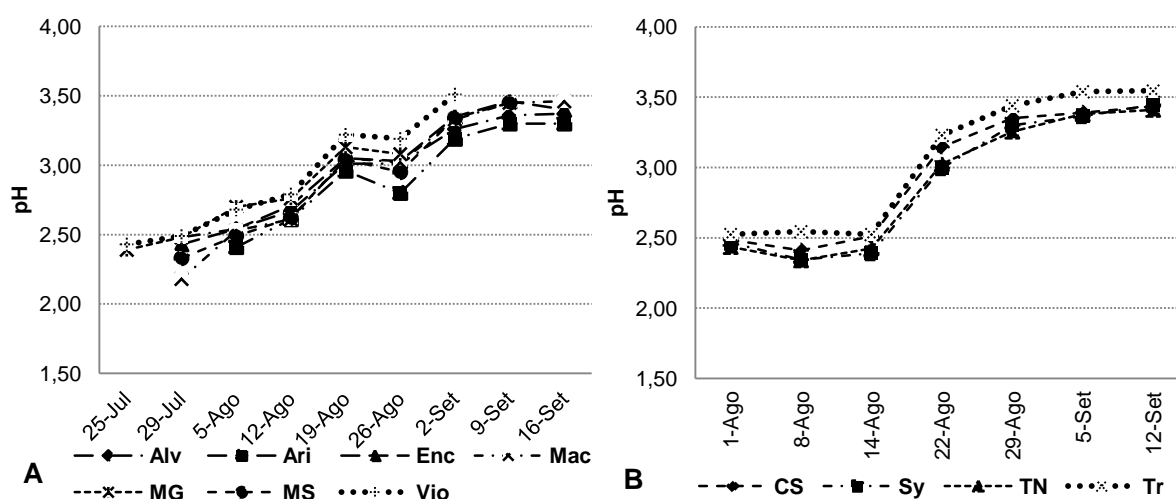 4,00
3,50
3,00
2,50
2,00
1,50
pH
25-Jul
29-Jul
5-Ago
12-Ago
19-Ago
26-Ago
2-Set
9-Set
16-Set
Alv Ari Enc Mac
MG MS Vio
A
4,00
3,50
3,00
2,50
2,00
1,50
pH
1-Ago
8-Ago
14-Ago
22-Ago
29-Ago
5-Set
12-Set
CS Sy TN Tr
B